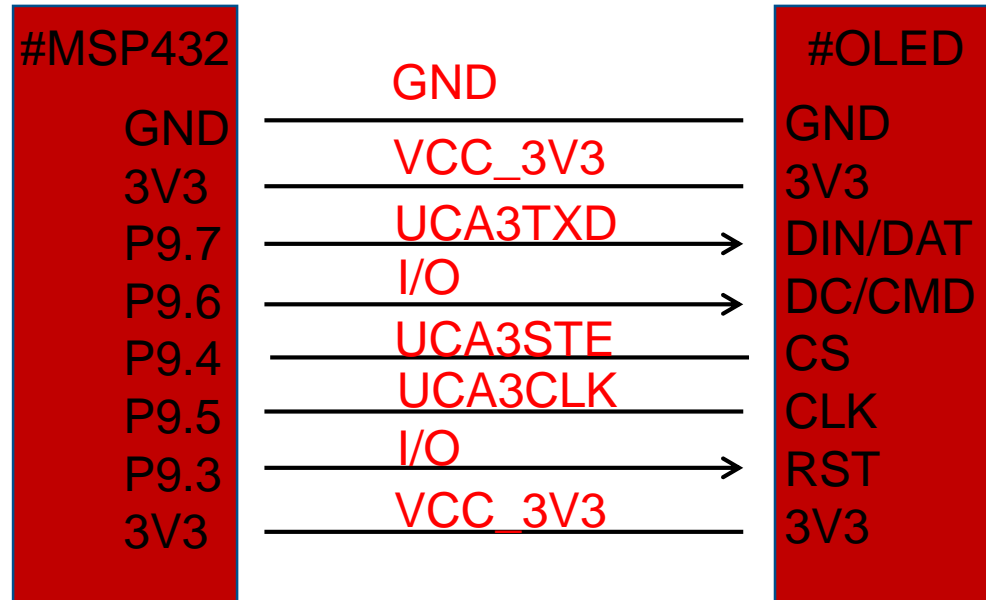 #MSP432 #OLED
GND GND GND
3V3 VCC_3V3 3V3
P9.7 UCA3TXD DIN/DAT
P9.6 I/O DC/CMD
P9.4 UCA3STE CS
P9.5 UCA3CLK CLK
P9.3 I/O RST
3V3 VCC_3V3 3V3